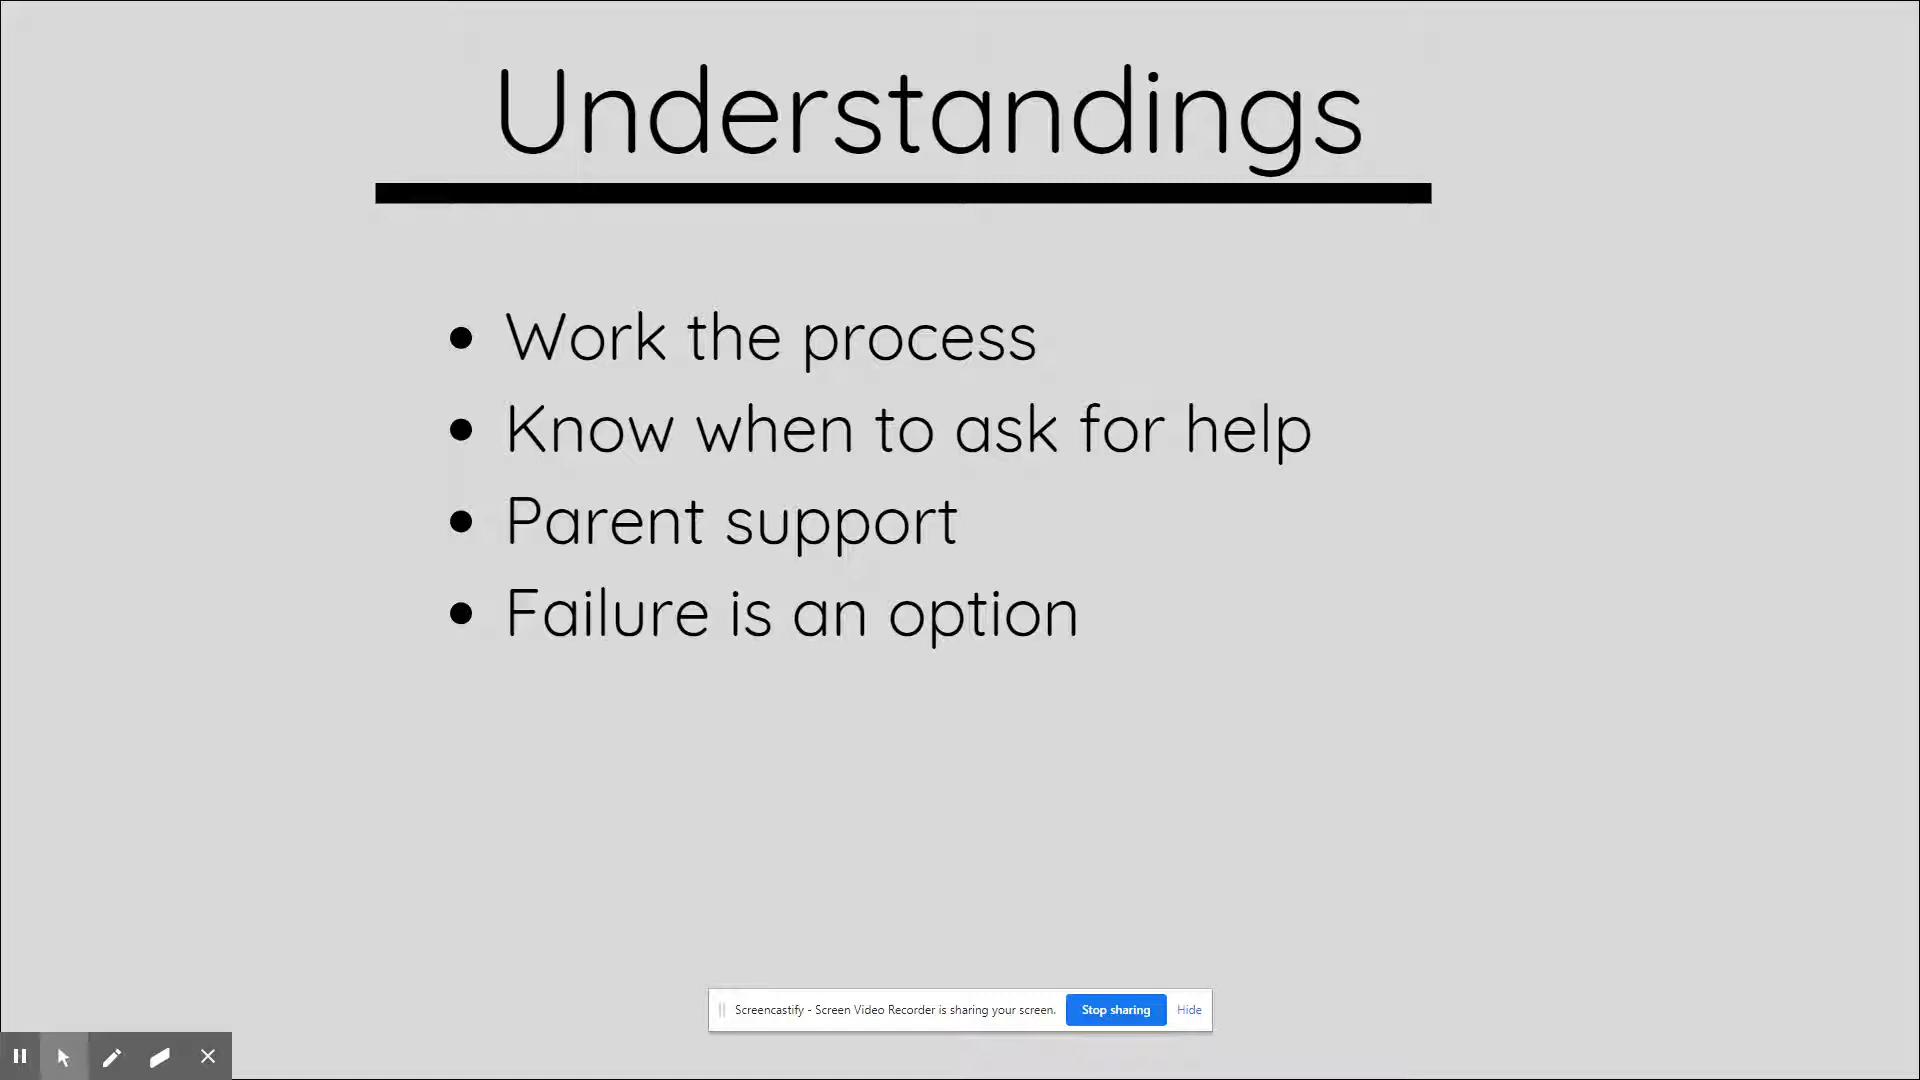 Understandings
Work the process
Know when to ask for help
Parent support
Failure is an option
Screencastify - Screen Video Recorder is sharing your screen. Stop sharing Hide